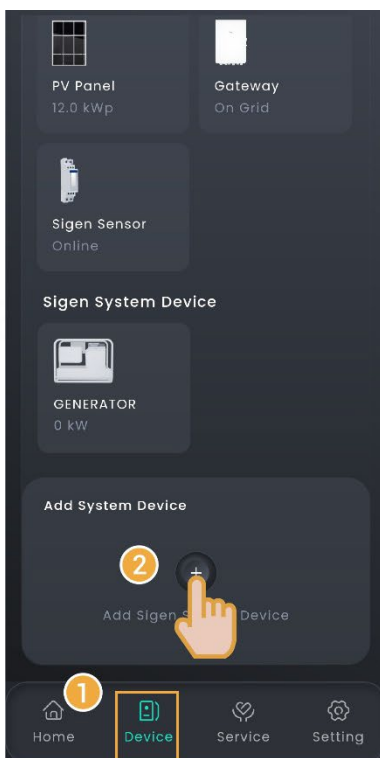 PV Panel
12.0 kWp
Gateway
On Grid
Sigen Sensor
Online
Sigen System Device
GENERATOR
0 kW
Add System Device
2
+
Add Sigen S Device
1
Home
Device
Service
Setting